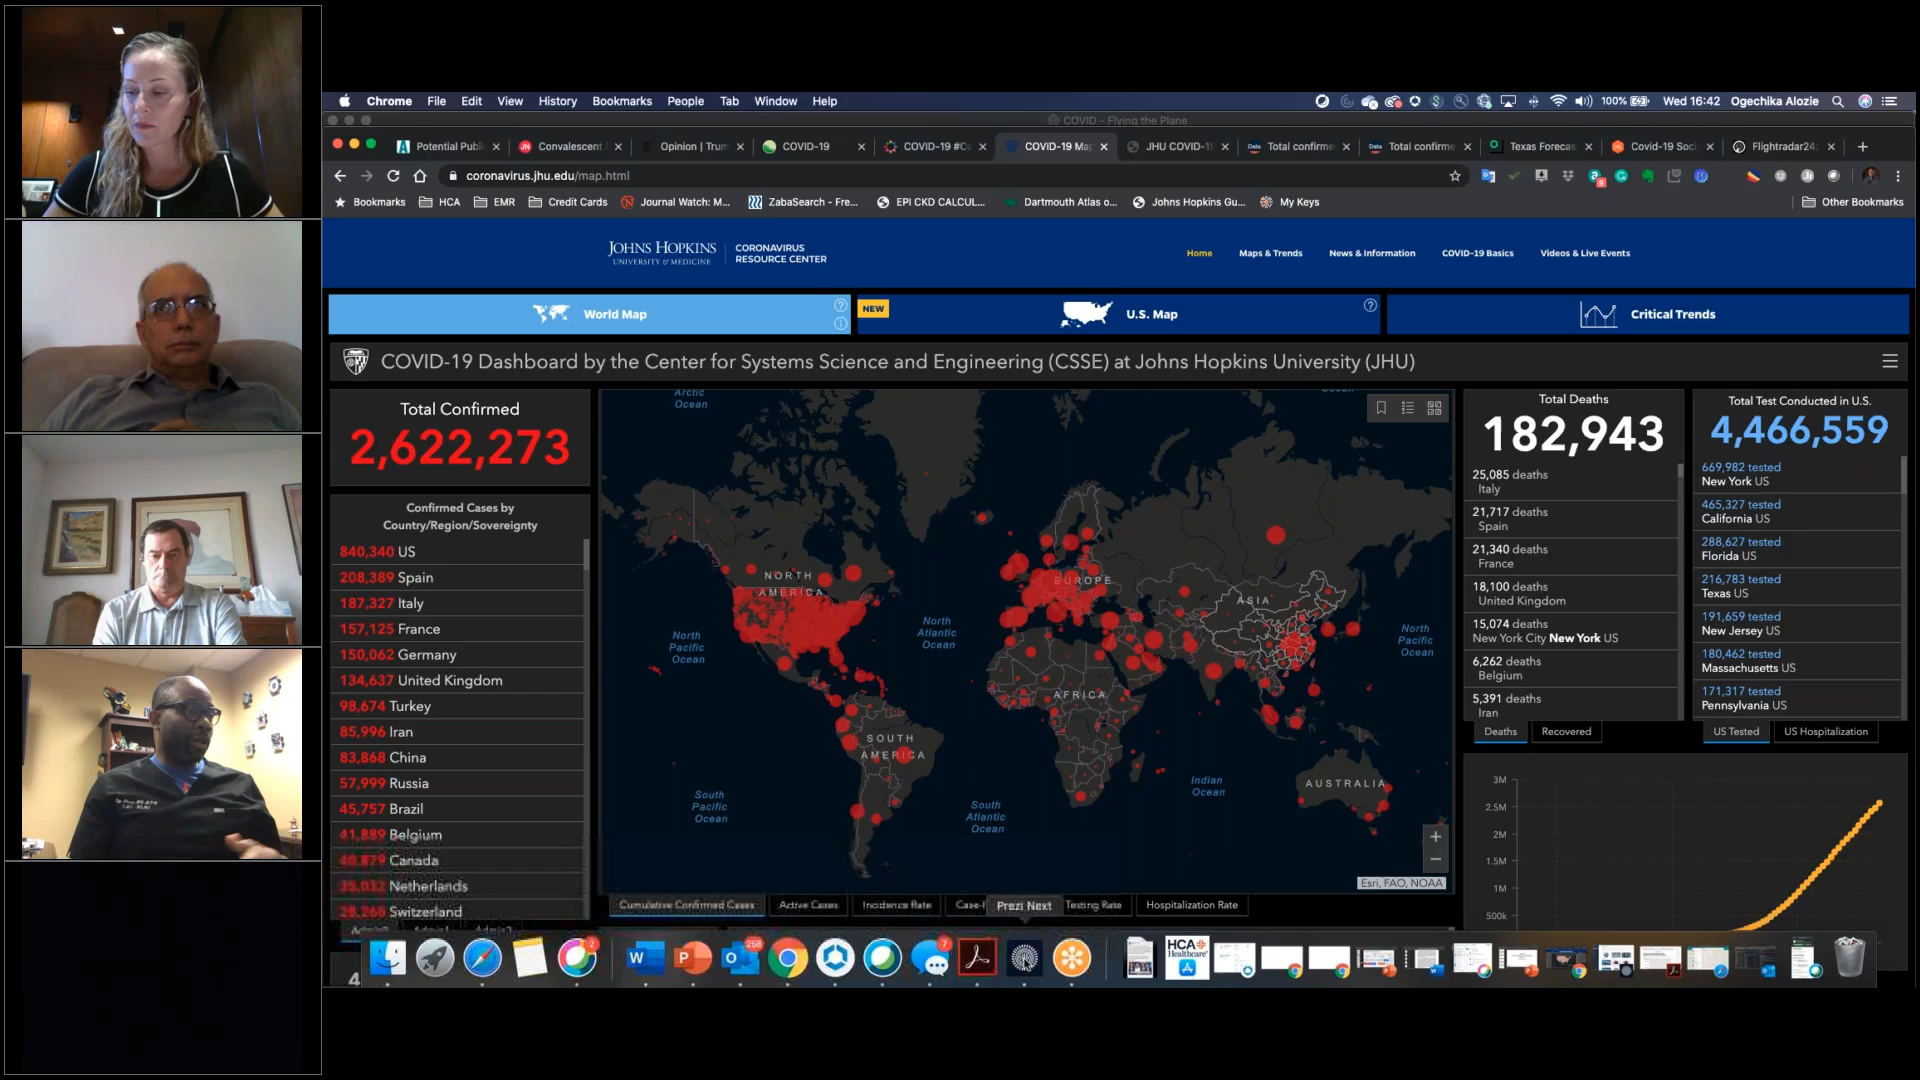 Chrome File Edit View History Bookmarks People Tab Window Help
100% Wed 16:42 Ogechika Alozie
COVID - Flying the Plane
Potential Publi
Convalescent
Opinion | Trum
COVID-19
COVID-19 #Co
COVID-19 Ma
JHU COVID-19
Total confirme
Total confirme
Texas Forecas
Covid-19 Soci
Flightradar24:
coronavirus.jhu.edu/map.html
Bookmarks HCA EMR Credit Cards Journal Watch: M... ZabaSearch - Fre... EPI CKD CALCUL... Dartmouth Atlas o... Johns Hopkins Gu... My Keys Other Bookmarks
JOHNS HOPKINS
UNIVERSITY & MEDICINE
CORONAVIRUS
RESOURCE CENTER
Home Maps & Trends News & Information COVID-19 Basics Videos & Live Events
World Map
NEW
U.S. Map
Critical Trends
COVID-19 Dashboard by the Center for Systems Science and Engineering (CSSE) at Johns Hopkins University (JHU)
Total Confirmed
2,622,273
Confirmed Cases by
Country/Region/Sovereignty
840,340 US
208,389 Spain
187,327 Italy
157,125 France
150,062 Germany
134,637 United Kingdom
98,674 Turkey
85,996 Iran
83,868 China
57,999 Russia
45,757 Brazil
41,889 Belgium
Canada
Netherlands
Switzerland
Arctic
Ocean
NORTH
AMERICA
EUROPE
ASIA
North
Pacific
Ocean
North
Atlantic
Ocean
North
Pacific
Ocean
AFRICA
SOUTH
AMERICA
South
Pacific
Ocean
South
Atlantic
Ocean
Indian
Ocean
AUSTRALIA
+
−
Esri, FAO, NOAA
Cumulative Confirmed Cases
Active Cases
Incidence Rate
Case-
Prezi Next
Testing Rate
Hospitalization Rate
Total Deaths
182,943
25,085 deaths
Italy
21,717 deaths
Spain
21,340 deaths
France
18,100 deaths
United Kingdom
15,074 deaths
New York City New York US
6,262 deaths
Belgium
5,391 deaths
Iran
Deaths
Recovered
Total Test Conducted in U.S.
4,466,559
669,982 tested
New York US
465,327 tested
California US
288,627 tested
Florida US
216,783 tested
Texas US
191,659 tested
New Jersey US
180,462 tested
Massachusetts US
171,317 tested
Pennsylvania US
US Tested
US Hospitalization
3M
2.5M
2M
1.5M
1M
500k
2
W
P
258
7
HCA
Healthcare
4